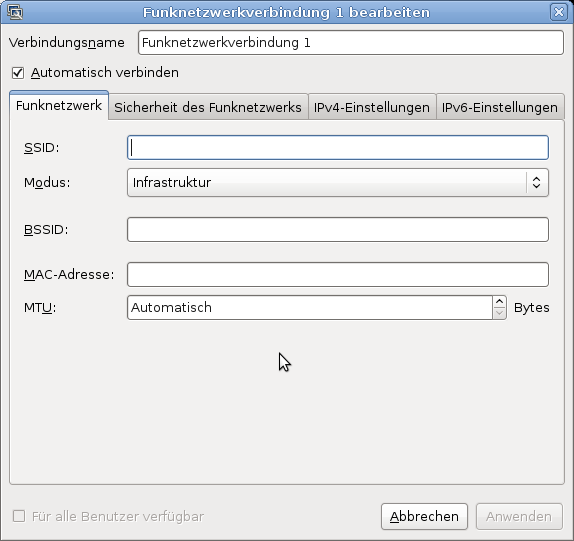 Funknetzwerkverbindung 1 bearbeiten
Verbindungsname Funknetzwerkverbindung 1
Automatisch verbinden
Funknetzwerk Sicherheit des Funknetzwerks IPv4-Einstellungen IPv6-Einstellungen
SSID:
Modus: Infrastruktur
BSSID:
MAC-Adresse:
MTU: Automatisch Bytes
Für alle Benutzer verfügbar Abbrechen Anwenden